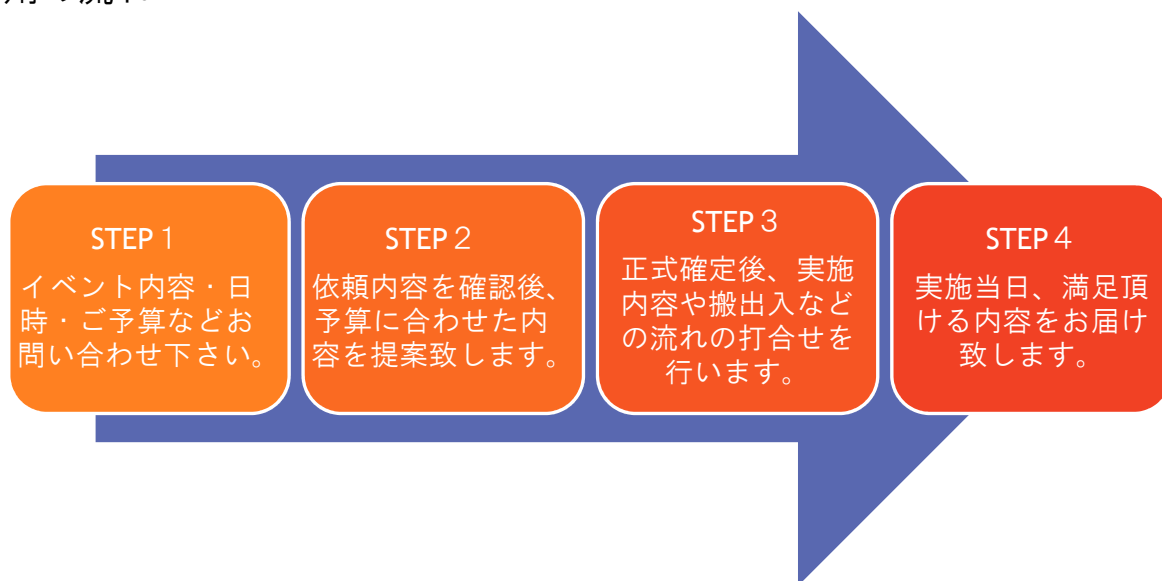 STEP１
イベント内容・日
時・ご予算などお
問い合わせ下さい。
STEP２
依頼内容を確認後、
予算に合わせた内
容を提案致します。
STEP３
正式確定後、実施
内容や搬出入など
の流れの打合せを
行います。
STEP４
実施当日、満足頂
ける内容をお届け
致します。